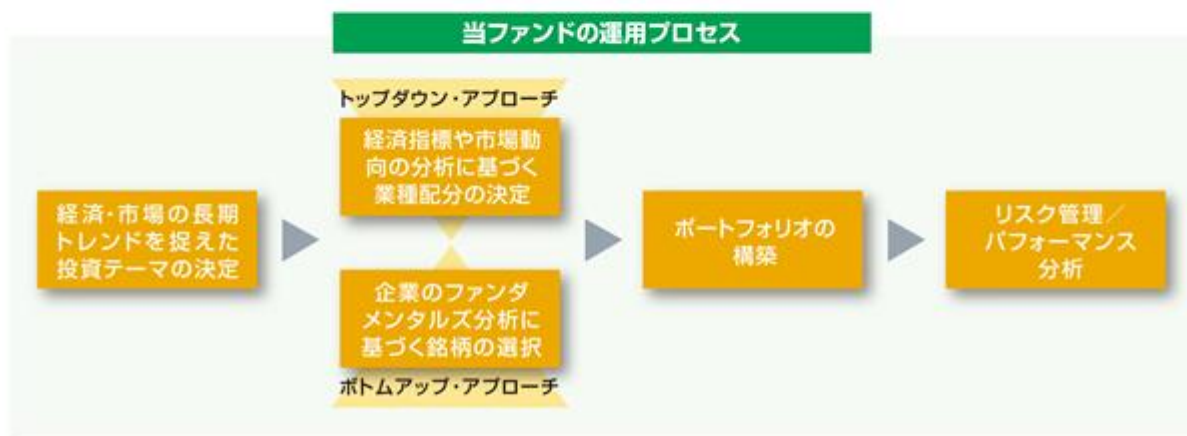 当ファンドの運用プロセス
経済・市場の長期
トレンドを捉えた
投資テーマの決定
トップダウン・アプローチ
経済指標や市場動
向の分析に基づく
業種配分の決定
企業のファンダ
メンタルズ分析に
基づく銘柄の選択
ボトムアップ・アプローチ
ポートフォリオの
構築
リスク管理／
パフォーマンス
分析